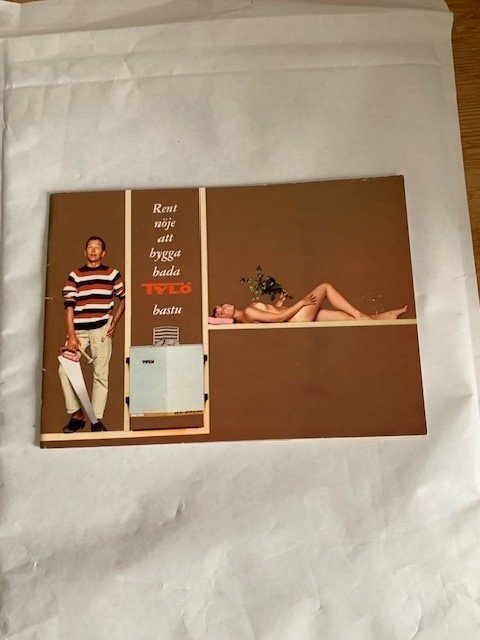 Rent
nöje
att
bygga
bada
TYLÖ
bastu
TYLÖ